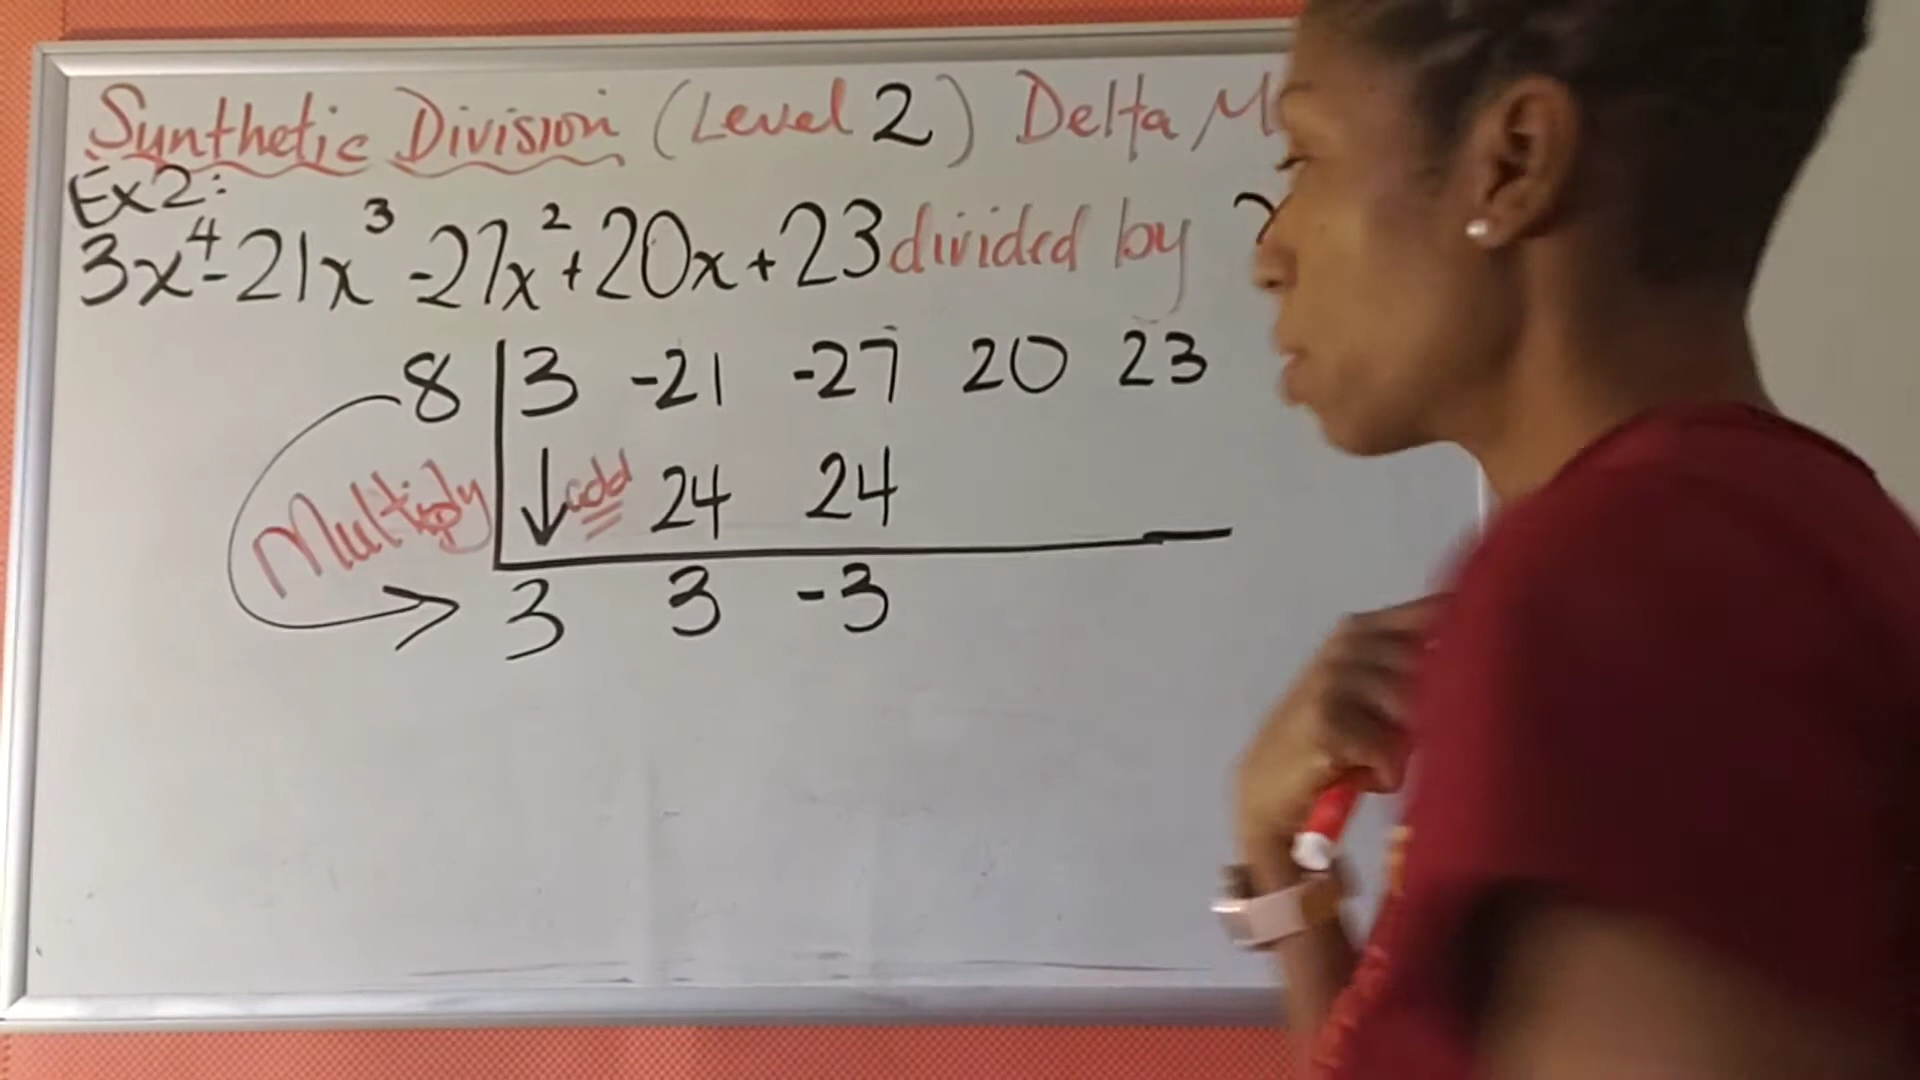 Synthetic Division (Level 2) Delta M
Ex2:
3x⁴-21x³-27x²+20x+23 divided by
8 3 -21 -27 20 23
Multiply add 24 24
3 3 -3